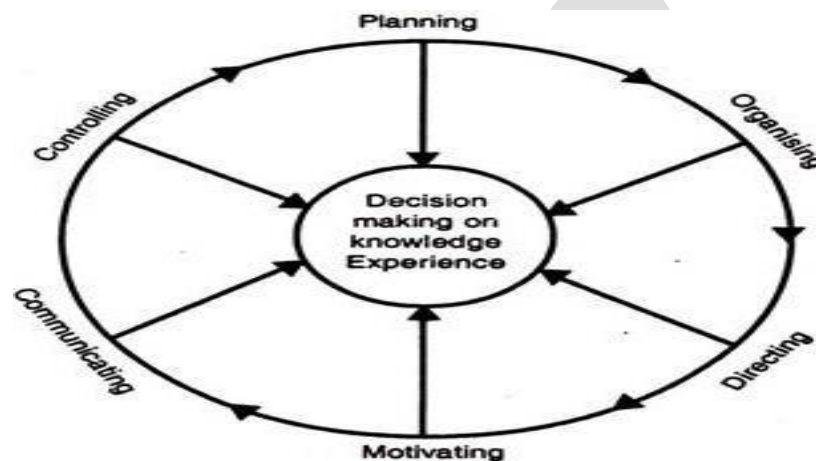 Planning
Organising
Directing
Motivating
Communicating
Controlling
Decision
making on
knowledge
Experience